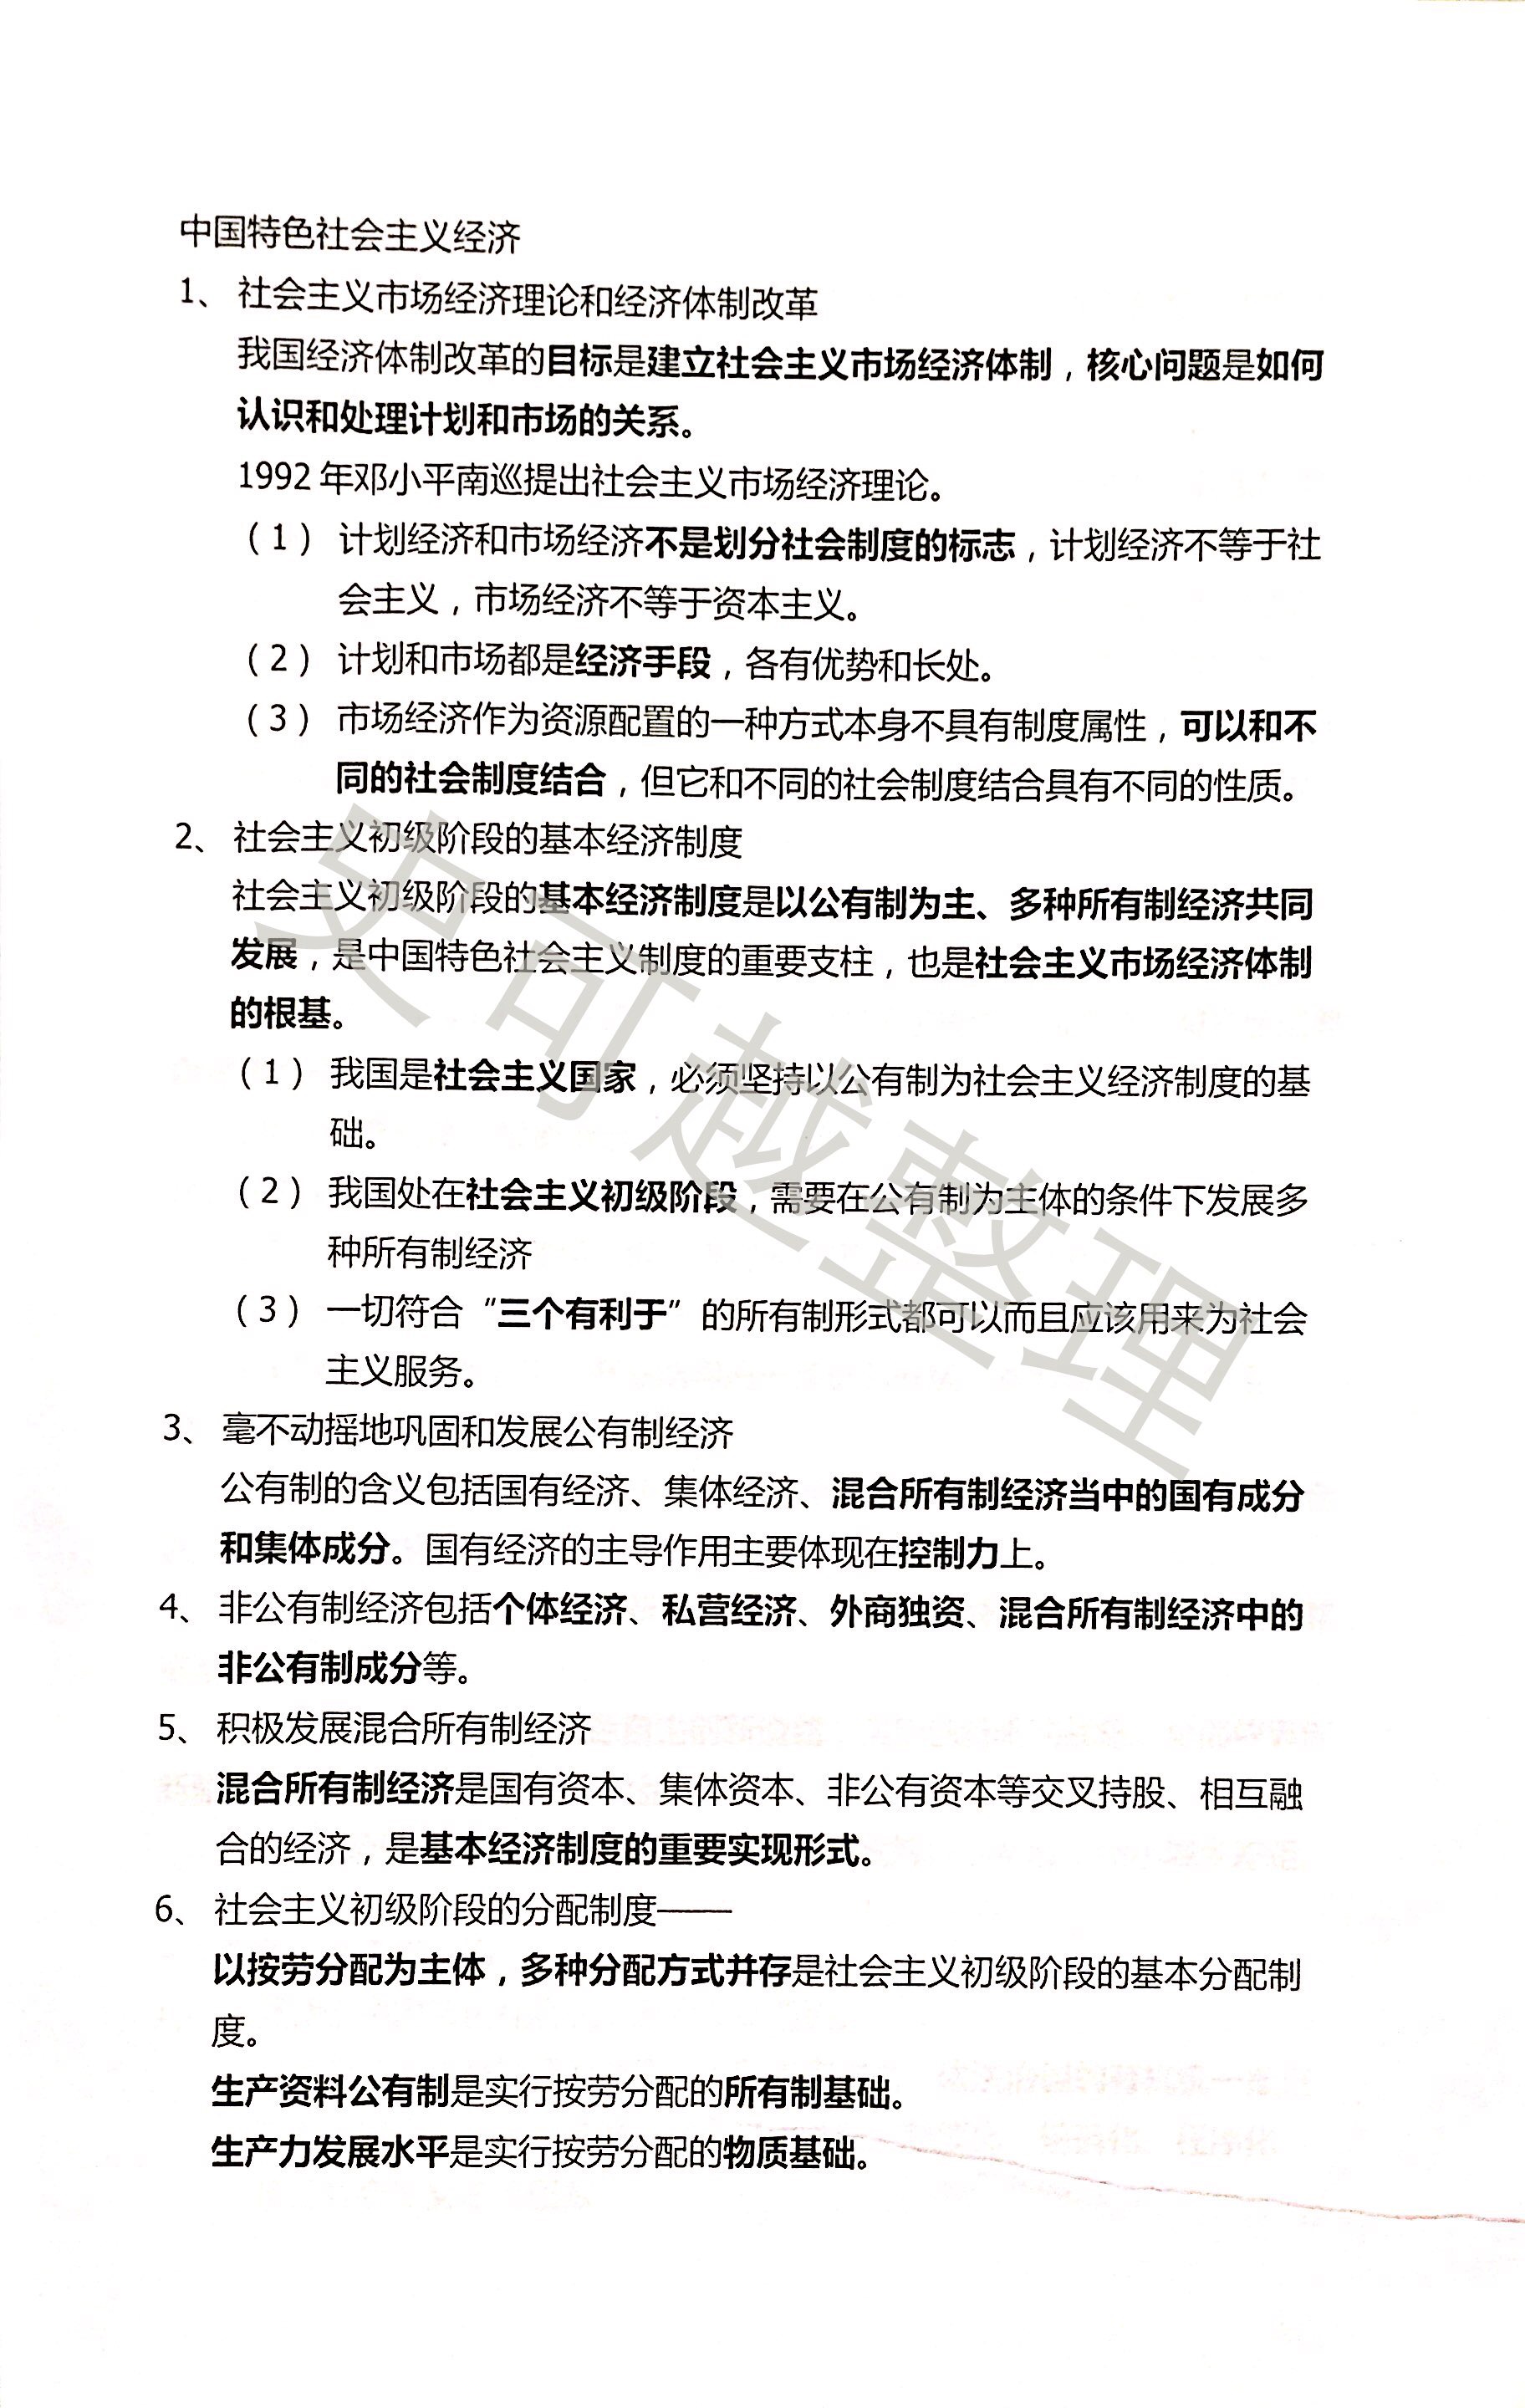 中国特色社会主义经济
1、社会主义市场经济理论和经济体制改革
我国经济体制改革的目标是建立社会主义市场经济体制，核心问题是如何
认识和处理计划和市场的关系。
1992年邓小平南巡提出社会主义市场经济理论。
（1）计划经济和市场经济不是划分社会制度的标志，计划经济不等于社
会主义，市场经济不等于资本主义。
（2）计划和市场都是经济手段，各有优势和长处。
（3）市场经济作为资源配置的一种方式本身不具有制度属性，可以和不
同的社会制度结合，但它和不同的社会制度结合具有不同的性质。
2、社会主义初级阶段的基本经济制度
社会主义初级阶段的基本经济制度是以公有制为主、多种所有制经济共同
发展，是中国特色社会主义制度的重要支柱，也是社会主义市场经济体制
的根基。
（1）我国是社会主义国家，必须坚持以公有制为社会主义经济制度的基
础。
（2）我国处在社会主义初级阶段，需要在公有制为主体的条件下发展多
种所有制经济
（3）一切符合“三个有利于”的所有制形式都可以而且应该用来为社会
主义服务。
3、毫不动摇地巩固和发展公有制经济
公有制的含义包括国有经济、集体经济、混合所有制经济当中的国有成分
和集体成分。国有经济的主导作用主要体现在控制力上。
4、非公有制经济包括个体经济、私营经济、外商独资、混合所有制经济中的
非公有制成分等。
5、积极发展混合所有制经济
混合所有制经济是国有资本、集体资本、非公有资本等交叉持股、相互融
合的经济，是基本经济制度的重要实现形式。
6、社会主义初级阶段的分配制度——
以按劳分配为主体，多种分配方式并存是社会主义初级阶段的基本分配制
度。
生产资料公有制是实行按劳分配的所有制基础。
生产力发展水平是实行按劳分配的物质基础。
史可越整理